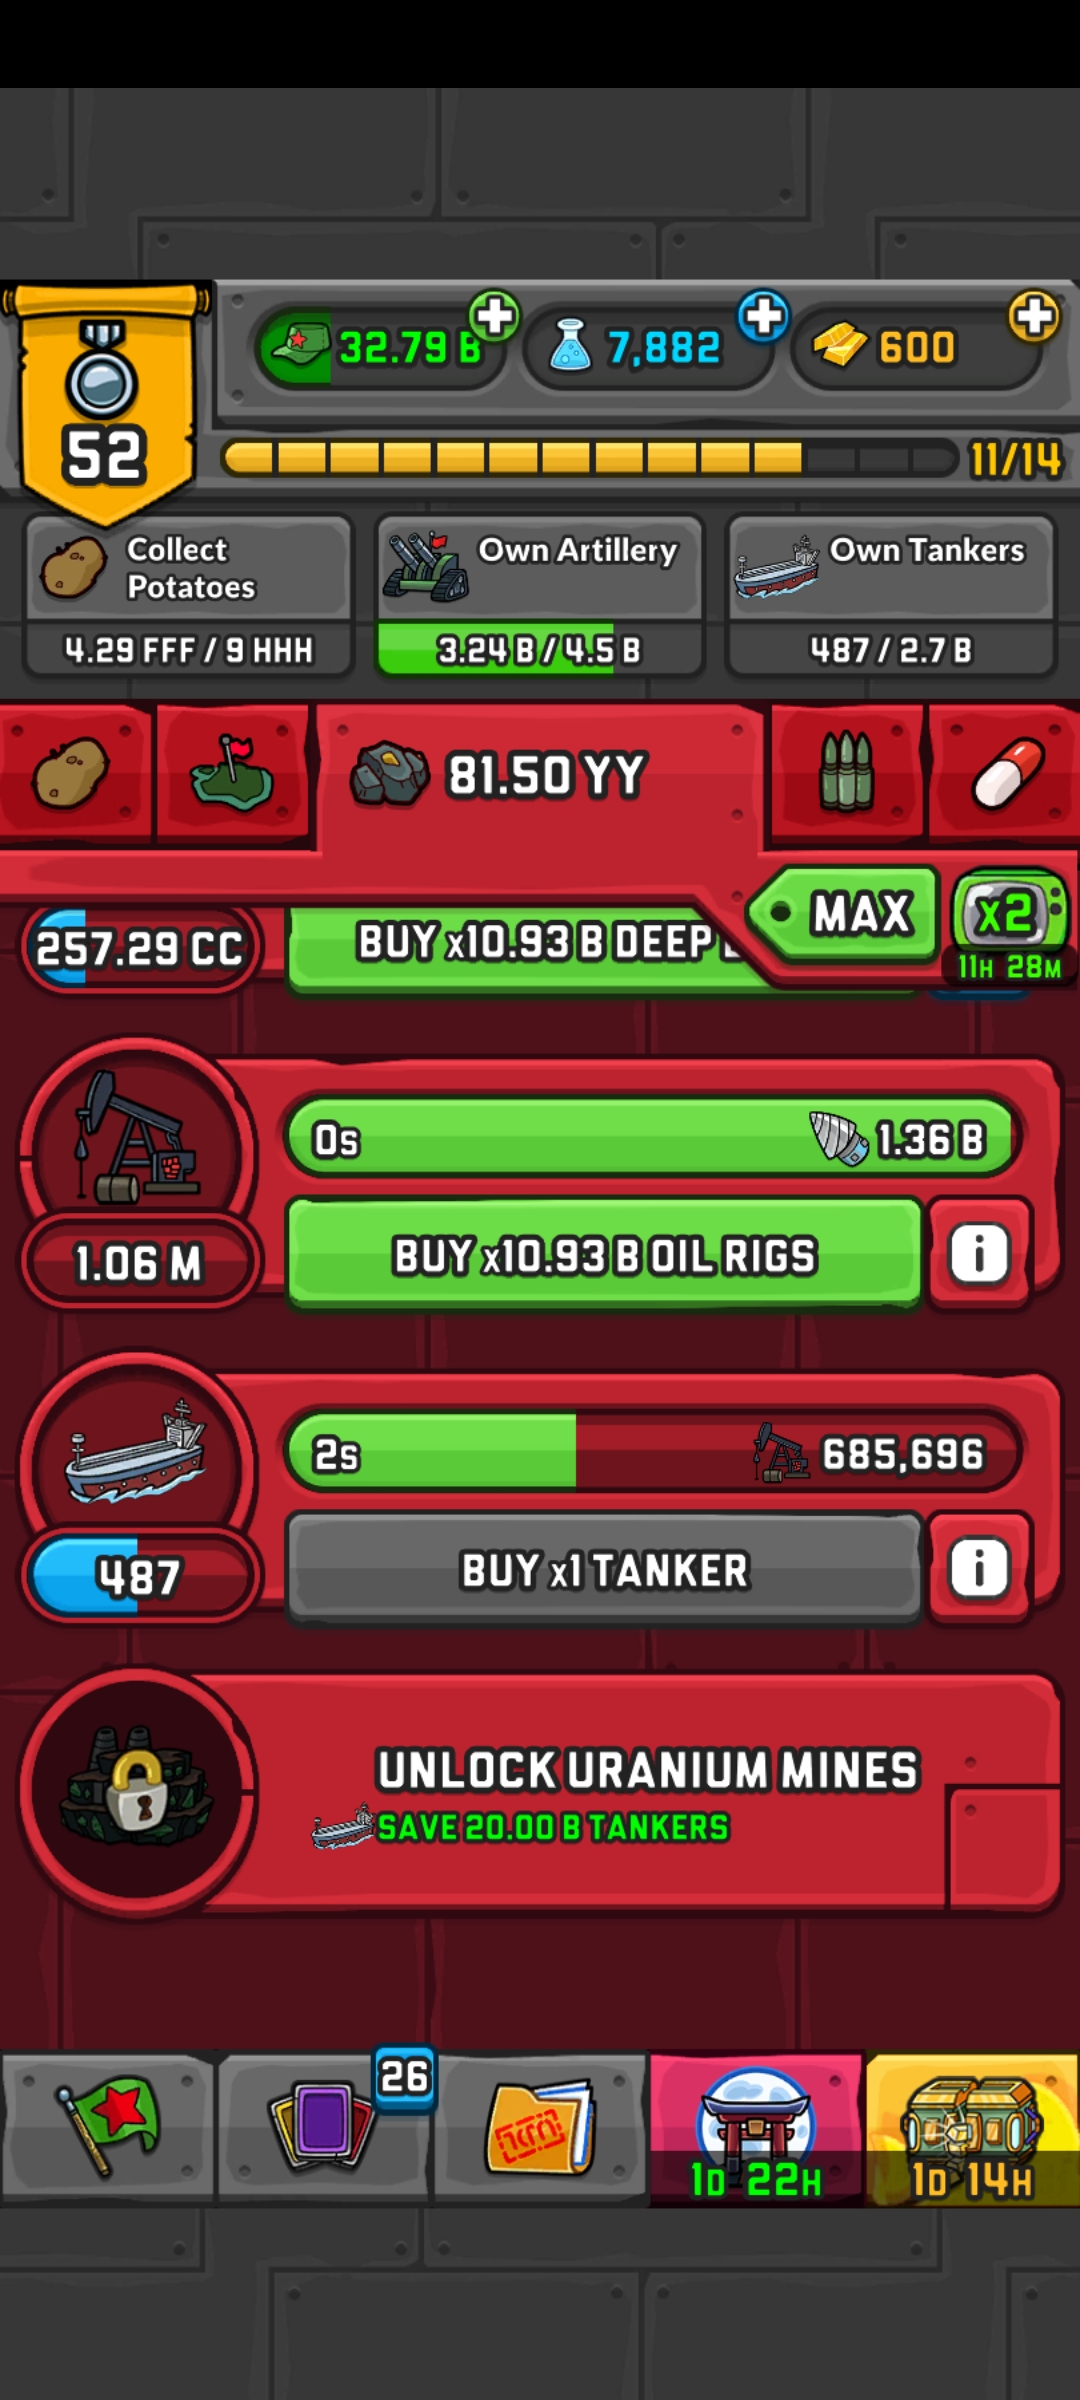 32.79 B
7,882
600
52
11/14
Collect
Potatoes
4.29 FFF / 9 HHH
Own Artillery
3.24 B / 4.5 B
Own Tankers
487 / 2.7 B
81.50 YY
MAX
x2
11H 28M
257.29 CC
BUY x10.93 B DEEP
0s
1.36 B
1.06 M
BUY x10.93 B OIL RIGS
i
2s
685,696
487
BUY x1 TANKER
i
UNLOCK URANIUM MINES
SAVE 20.00 B TANKERS
26
1D 22H
1D 14H